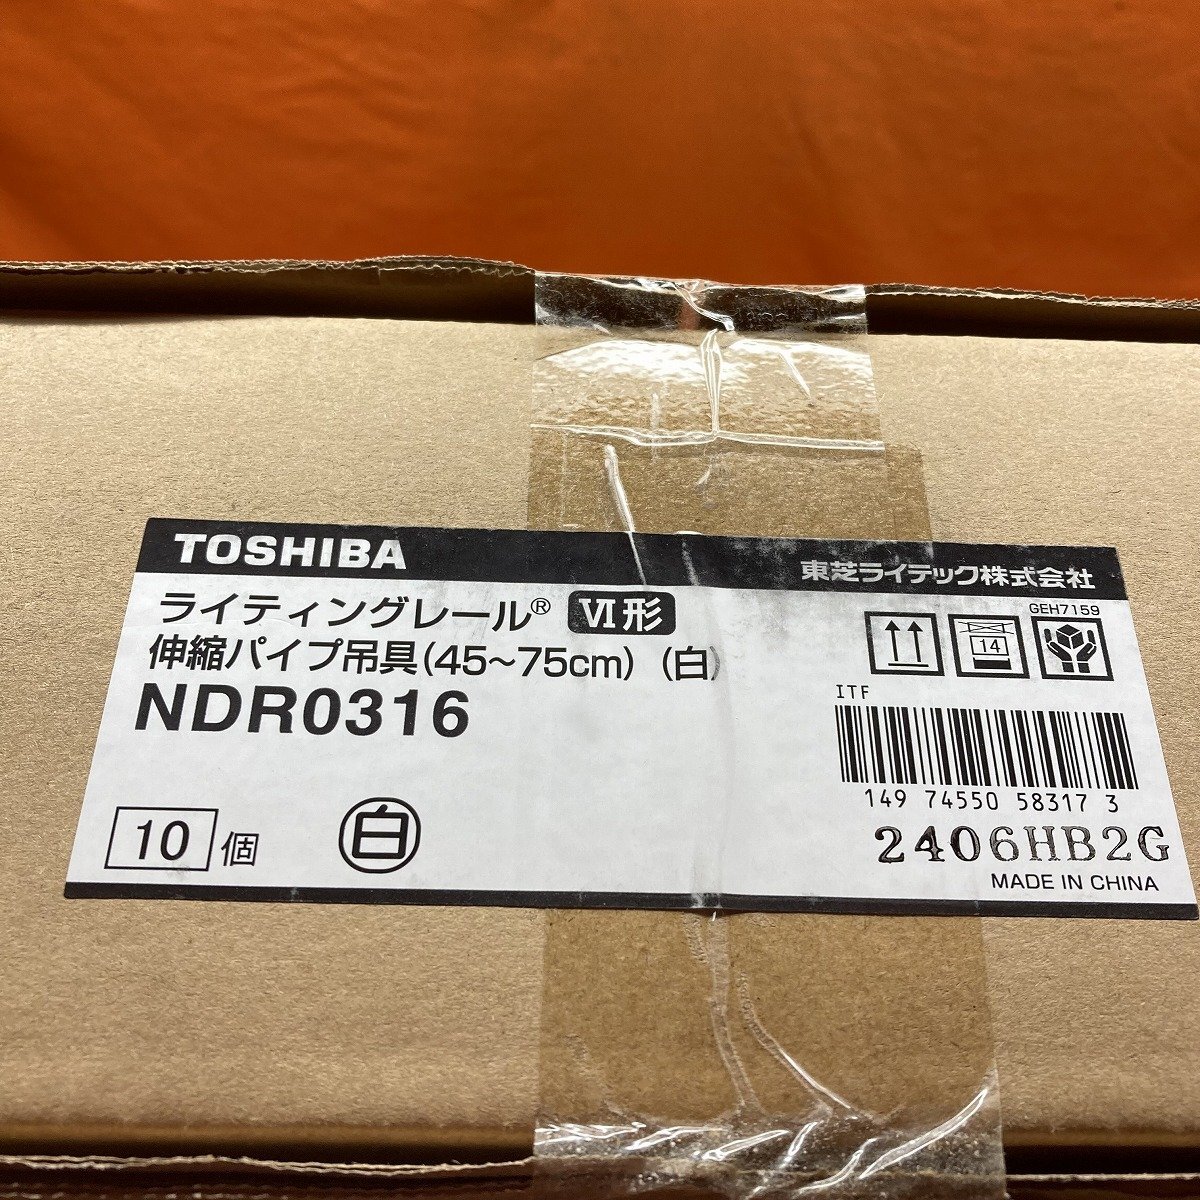 TOSHIBA
東芝ライテック株式会社
ライティングレール® Ⅵ形
伸縮パイプ吊具(45~75cm) (白)
NDR0316
10 個
白
GEH7159
14
ITF
149 74550 58317 3
2406HB2G
MADE IN CHINA